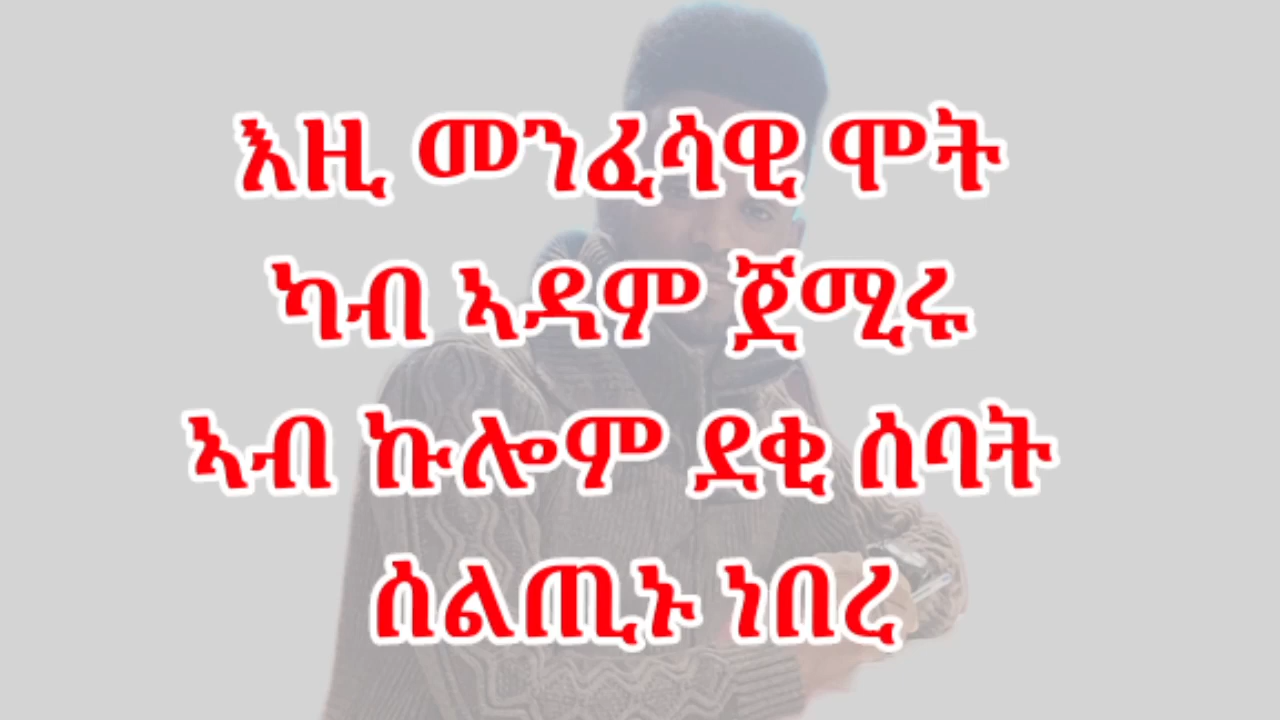 እዚ መንፈሳዊ ሞት
ካብ ኣዳም ጀሚሩ
ኣብ ኩሎም ደቂ ሰባት
ሰልጢኑ ነበረ